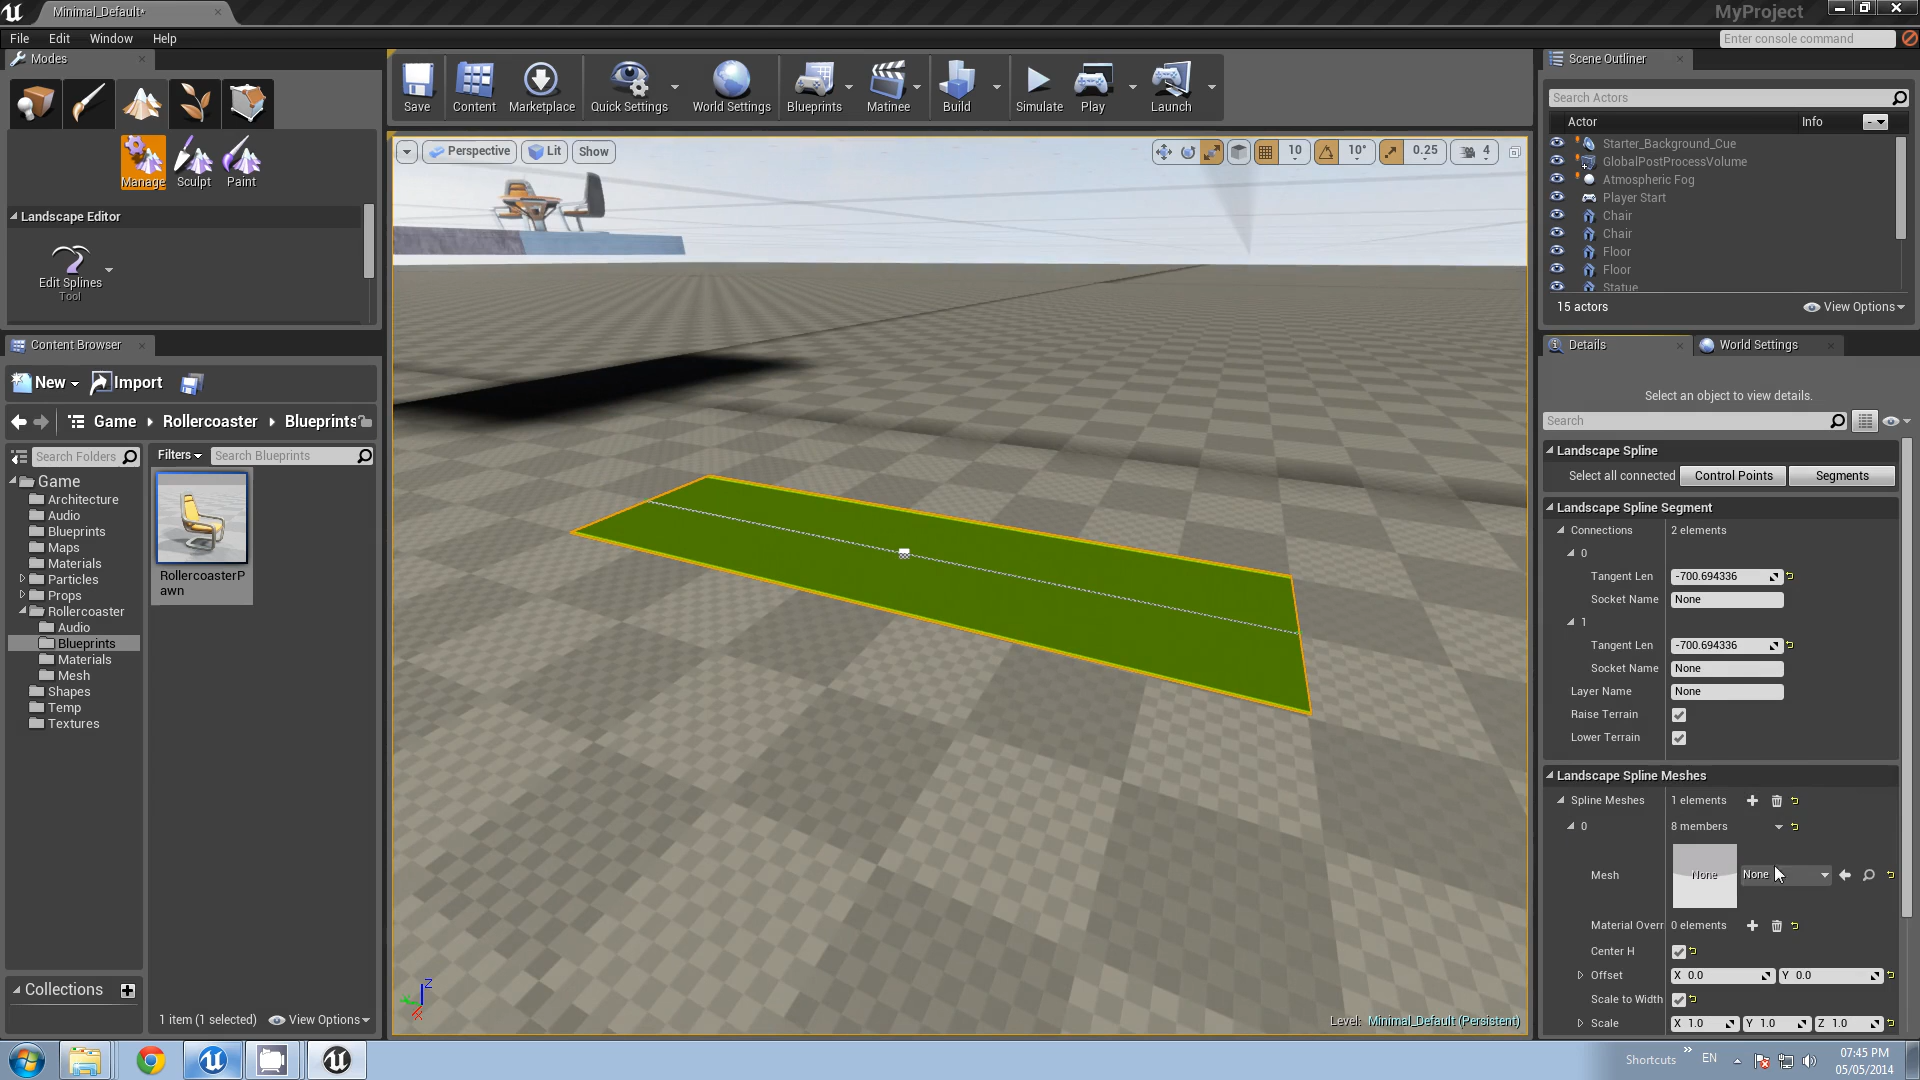 Minimal_Default*
MyProject
File Edit Window Help
Enter console command
Modes
Manage Sculpt Paint
Landscape Editor
Edit Splines
Tool
Save Content Marketplace Quick Settings World Settings Blueprints Matinee Build Simulate Play Launch
Perspective Lit Show
10 10° 0.25 4
Scene Outliner
Search Actors
Actor Info
Starter_Background_Cue
GlobalPostProcessVolume
Atmospheric Fog
Player Start
Chair
Chair
Floor
Floor
Statue
15 actors View Options
Content Browser
New Import
Game Rollercoaster Blueprints
Search Folders
Filters Search Blueprints
Game
Architecture
Audio
Blueprints
Maps
Materials
Particles
Props
Rollercoaster
Audio
Blueprints
Materials
Mesh
Shapes
Temp
Textures
RollercoasterP
awn
Collections
1 item (1 selected) View Options
Z
Level: Minimal_Default (Persistent)
Details World Settings
Select an object to view details.
Search
Landscape Spline
Select all connected Control Points Segments
Landscape Spline Segment
Connections 2 elements
0
Tangent Len -700.694336
Socket Name None
1
Tangent Len -700.694336
Socket Name None
Layer Name None
Raise Terrain
Lower Terrain
Landscape Spline Meshes
Spline Meshes 1 elements
0 8 members
Mesh None None
Material Overr 0 elements
Center H
Offset X 0.0 Y 0.0
Scale to Width
Scale X 1.0 Y 1.0 Z 1.0
Shortcuts » EN
07:45 PM
05/05/2014